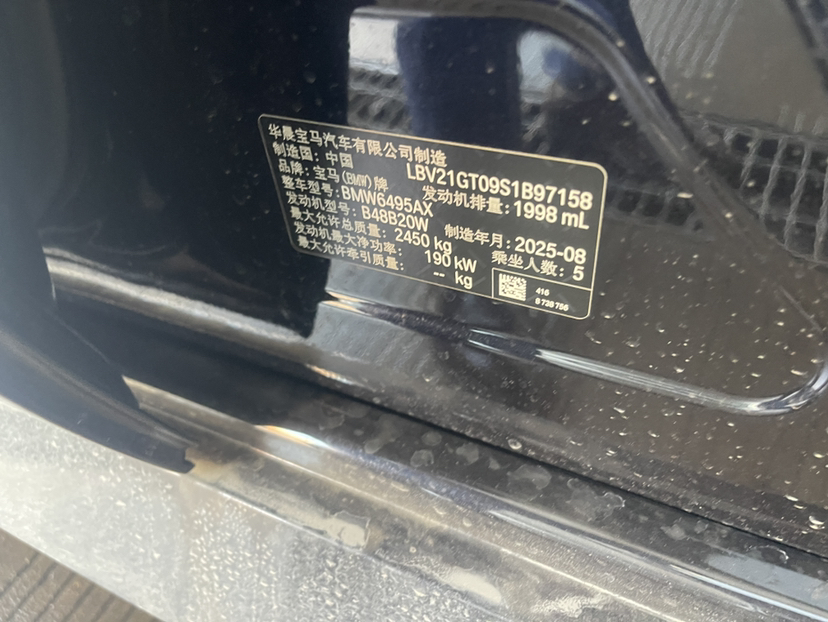 华晨宝马汽车有限公司制造
制造国：中国 LBV21GT09S1B97158
品牌：宝马(BMW)牌 发动机排量：1998 mL
整车型号：BMW6495AX
发动机型号：B48B20W 制造年月：2025-08
最大允许总质量：2450 kg 乘坐人数：5
发动机最大净功率：190 kW
最大允许牵引质量：-- kg
416
8 738 756